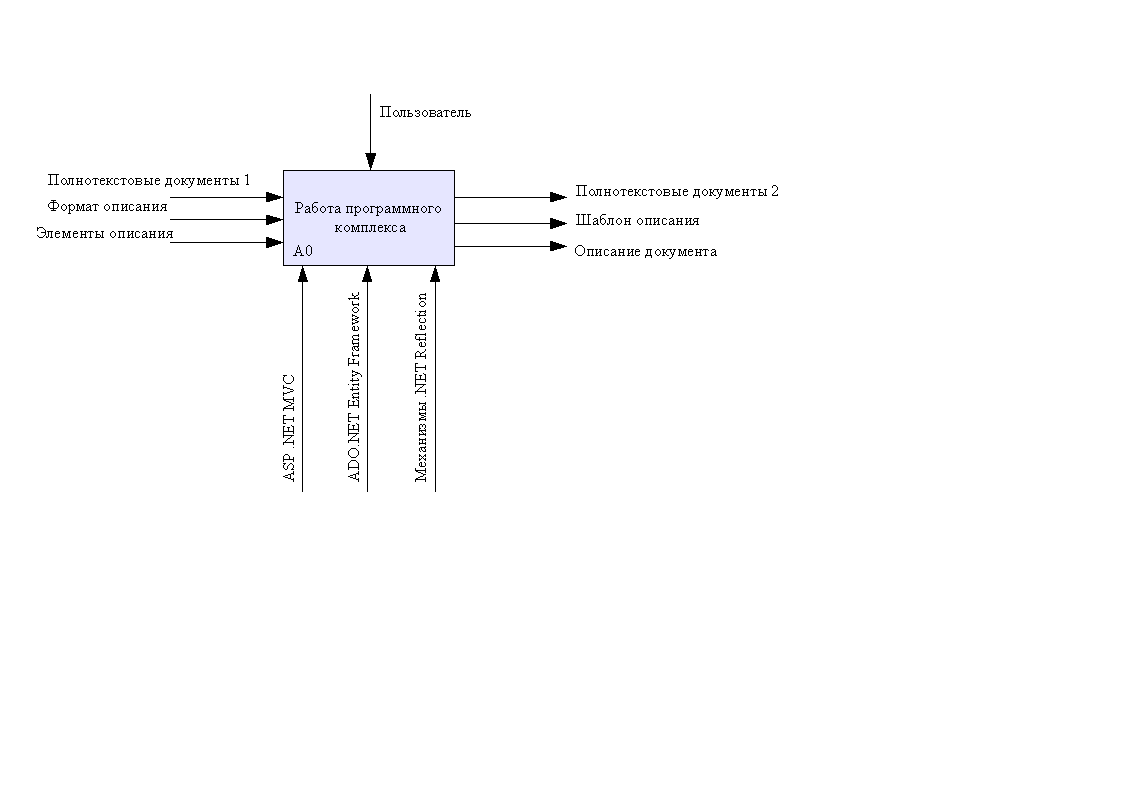 Пользователь
Полнотекстовые документы 1
Формат описания
Элементы описания
Работа программного
комплекса
A0
Полнотекстовые документы 2
Шаблон описания
Описание документа
ASP .NET MVC
ADO.NET Entity Framework
Механизмы .NET Reflection